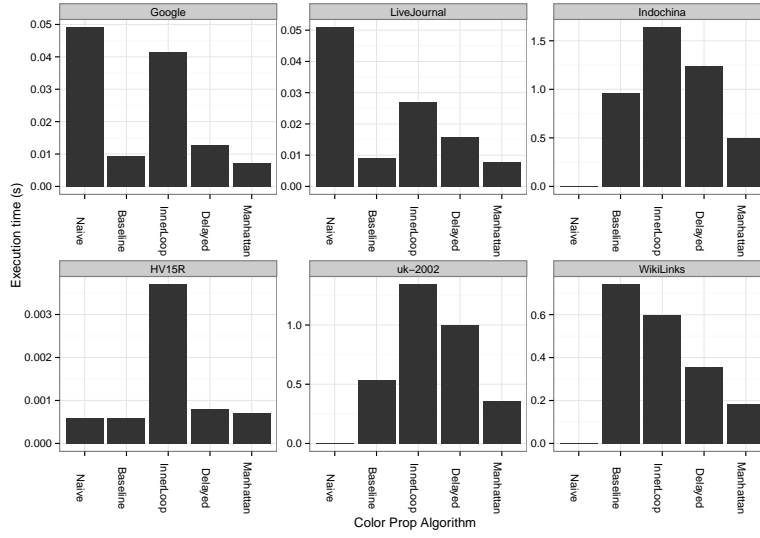 Google
LiveJournal
Indochina
0.05
0.04
0.03
0.02
0.01
0.00
0.05
0.04
0.03
0.02
0.01
0.00
1.5
1.0
0.5
0.0
Naive
Baseline
InnerLoop
Delayed
Manhattan
Naive
Baseline
InnerLoop
Delayed
Manhattan
Naive
Baseline
InnerLoop
Delayed
Manhattan
Execution time (s)
HV15R
uk−2002
WikiLinks
0.003
0.002
0.001
0.000
1.0
0.5
0.0
0.6
0.4
0.2
0.0
Naive
Baseline
InnerLoop
Delayed
Manhattan
Naive
Baseline
InnerLoop
Delayed
Manhattan
Naive
Baseline
InnerLoop
Delayed
Manhattan
Color Prop Algorithm